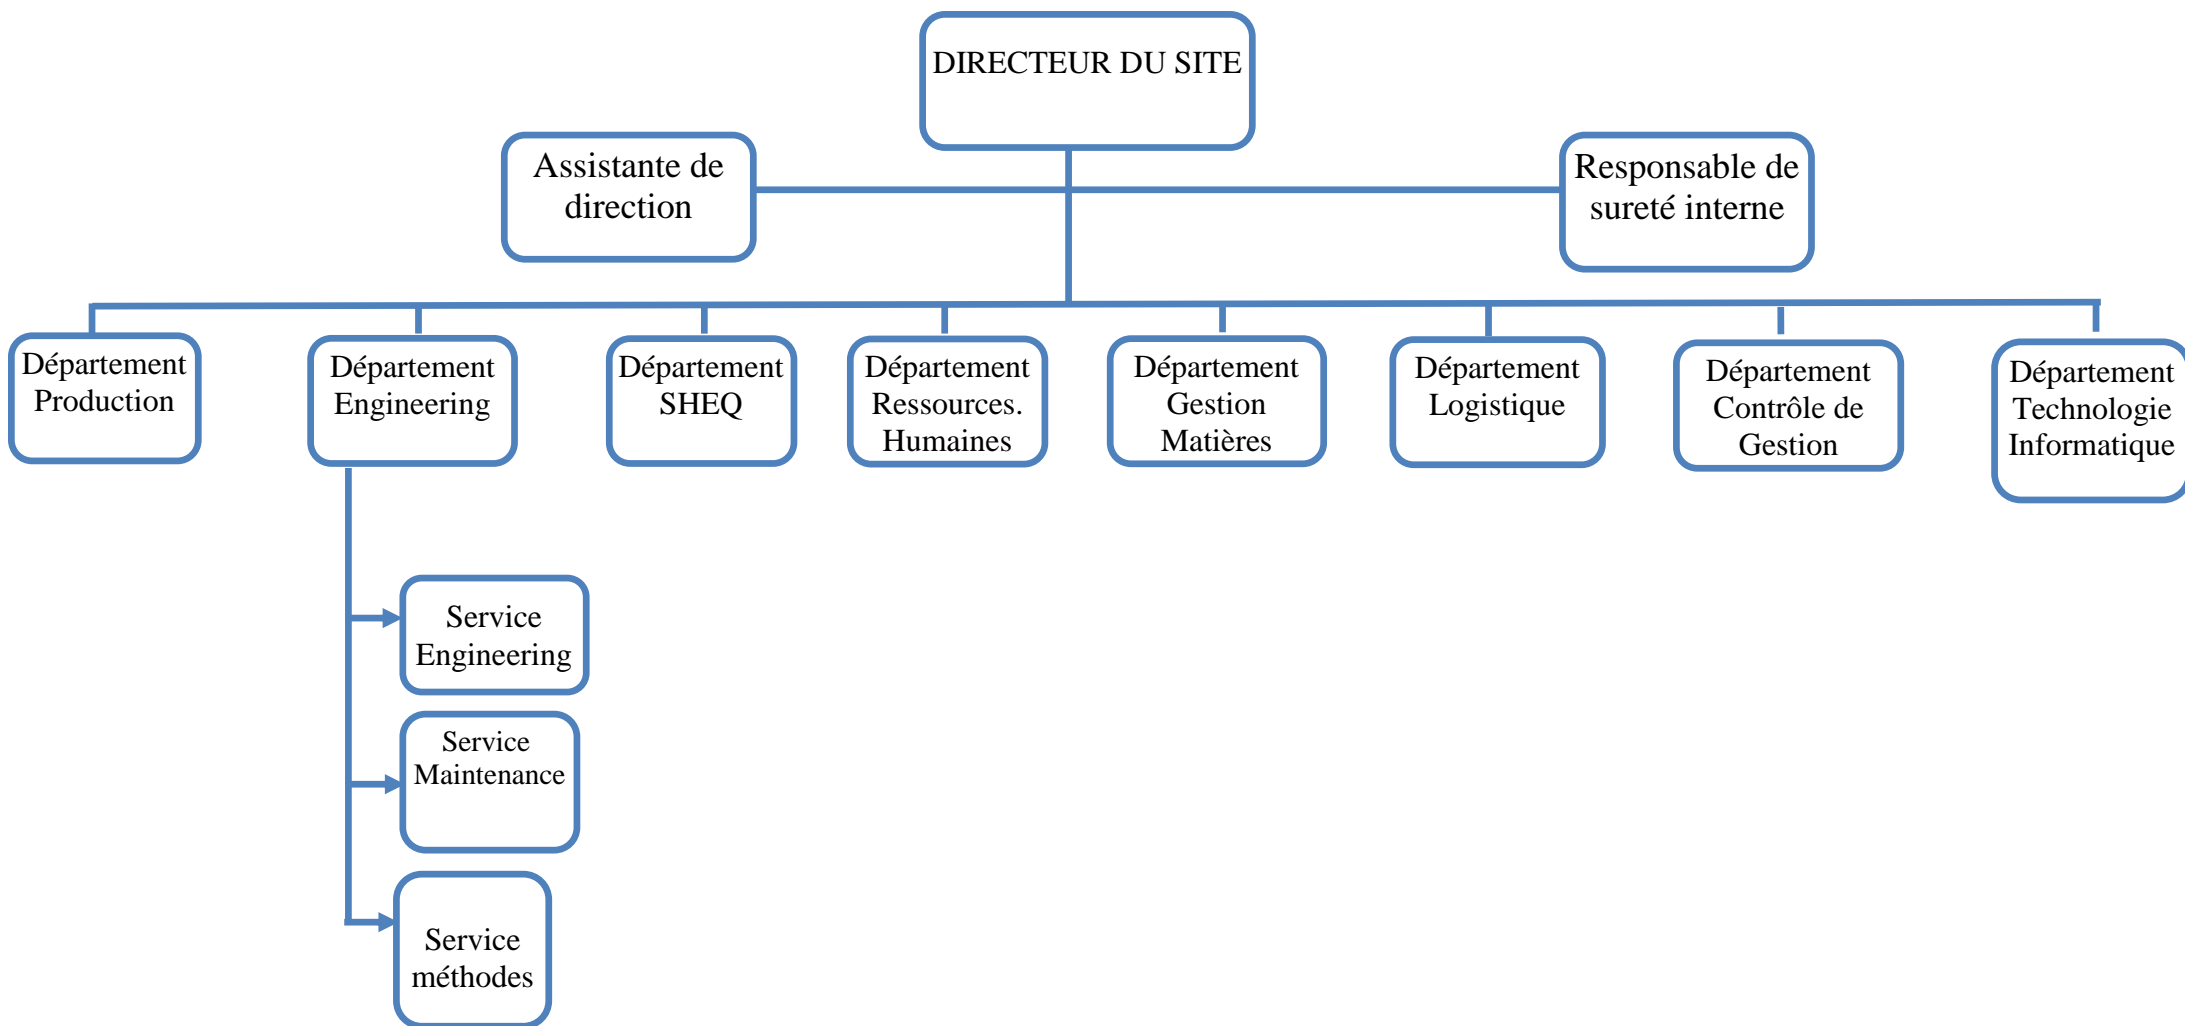 DIRECTEUR DU SITE
Assistante de
direction
Responsable de
sureté interne
Département
Production
Département
Engineering
Département
SHEQ
Département
Ressources.
Humaines
Département
Gestion
Matières
Département
Logistique
Département
Contrôle de
Gestion
Département
Technologie
Informatique
Service
Engineering
Service
Maintenance
Service
méthodes